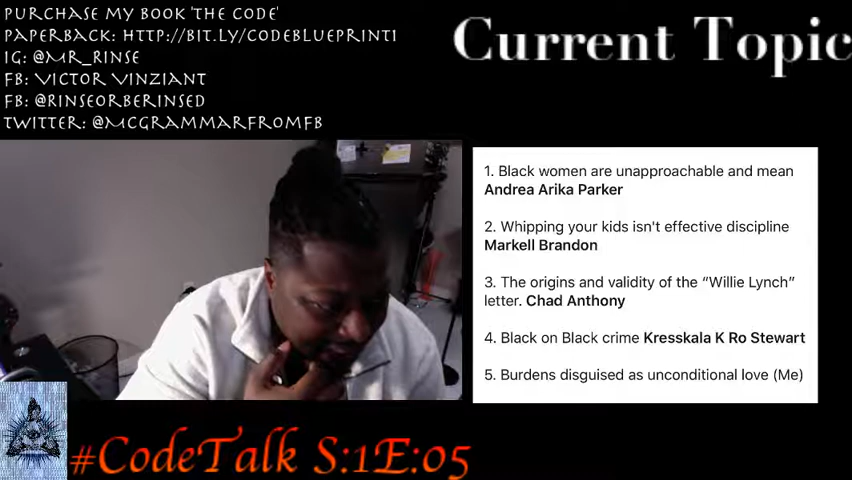 PURCHASE MY BOOK 'THE CODE'
PAPERBACK: HTTP://BIT.LY/CODEBLUEPRINT1
IG: @MR_RINSE
FB: VICTOR VINZIANT
FB: @RINSEORBERINSED
TWITTER: @MCGRAMMARFROMFB
Current Topic
1. Black women are unapproachable and mean
Andrea Arika Parker
2. Whipping your kids isn't effective discipline
Markell Brandon
3. The origins and validity of the “Willie Lynch”
letter. Chad Anthony
4. Black on Black crime Kresskala K Ro Stewart
5. Burdens disguised as unconditional love (Me)
#CodeTalk S:1E:05